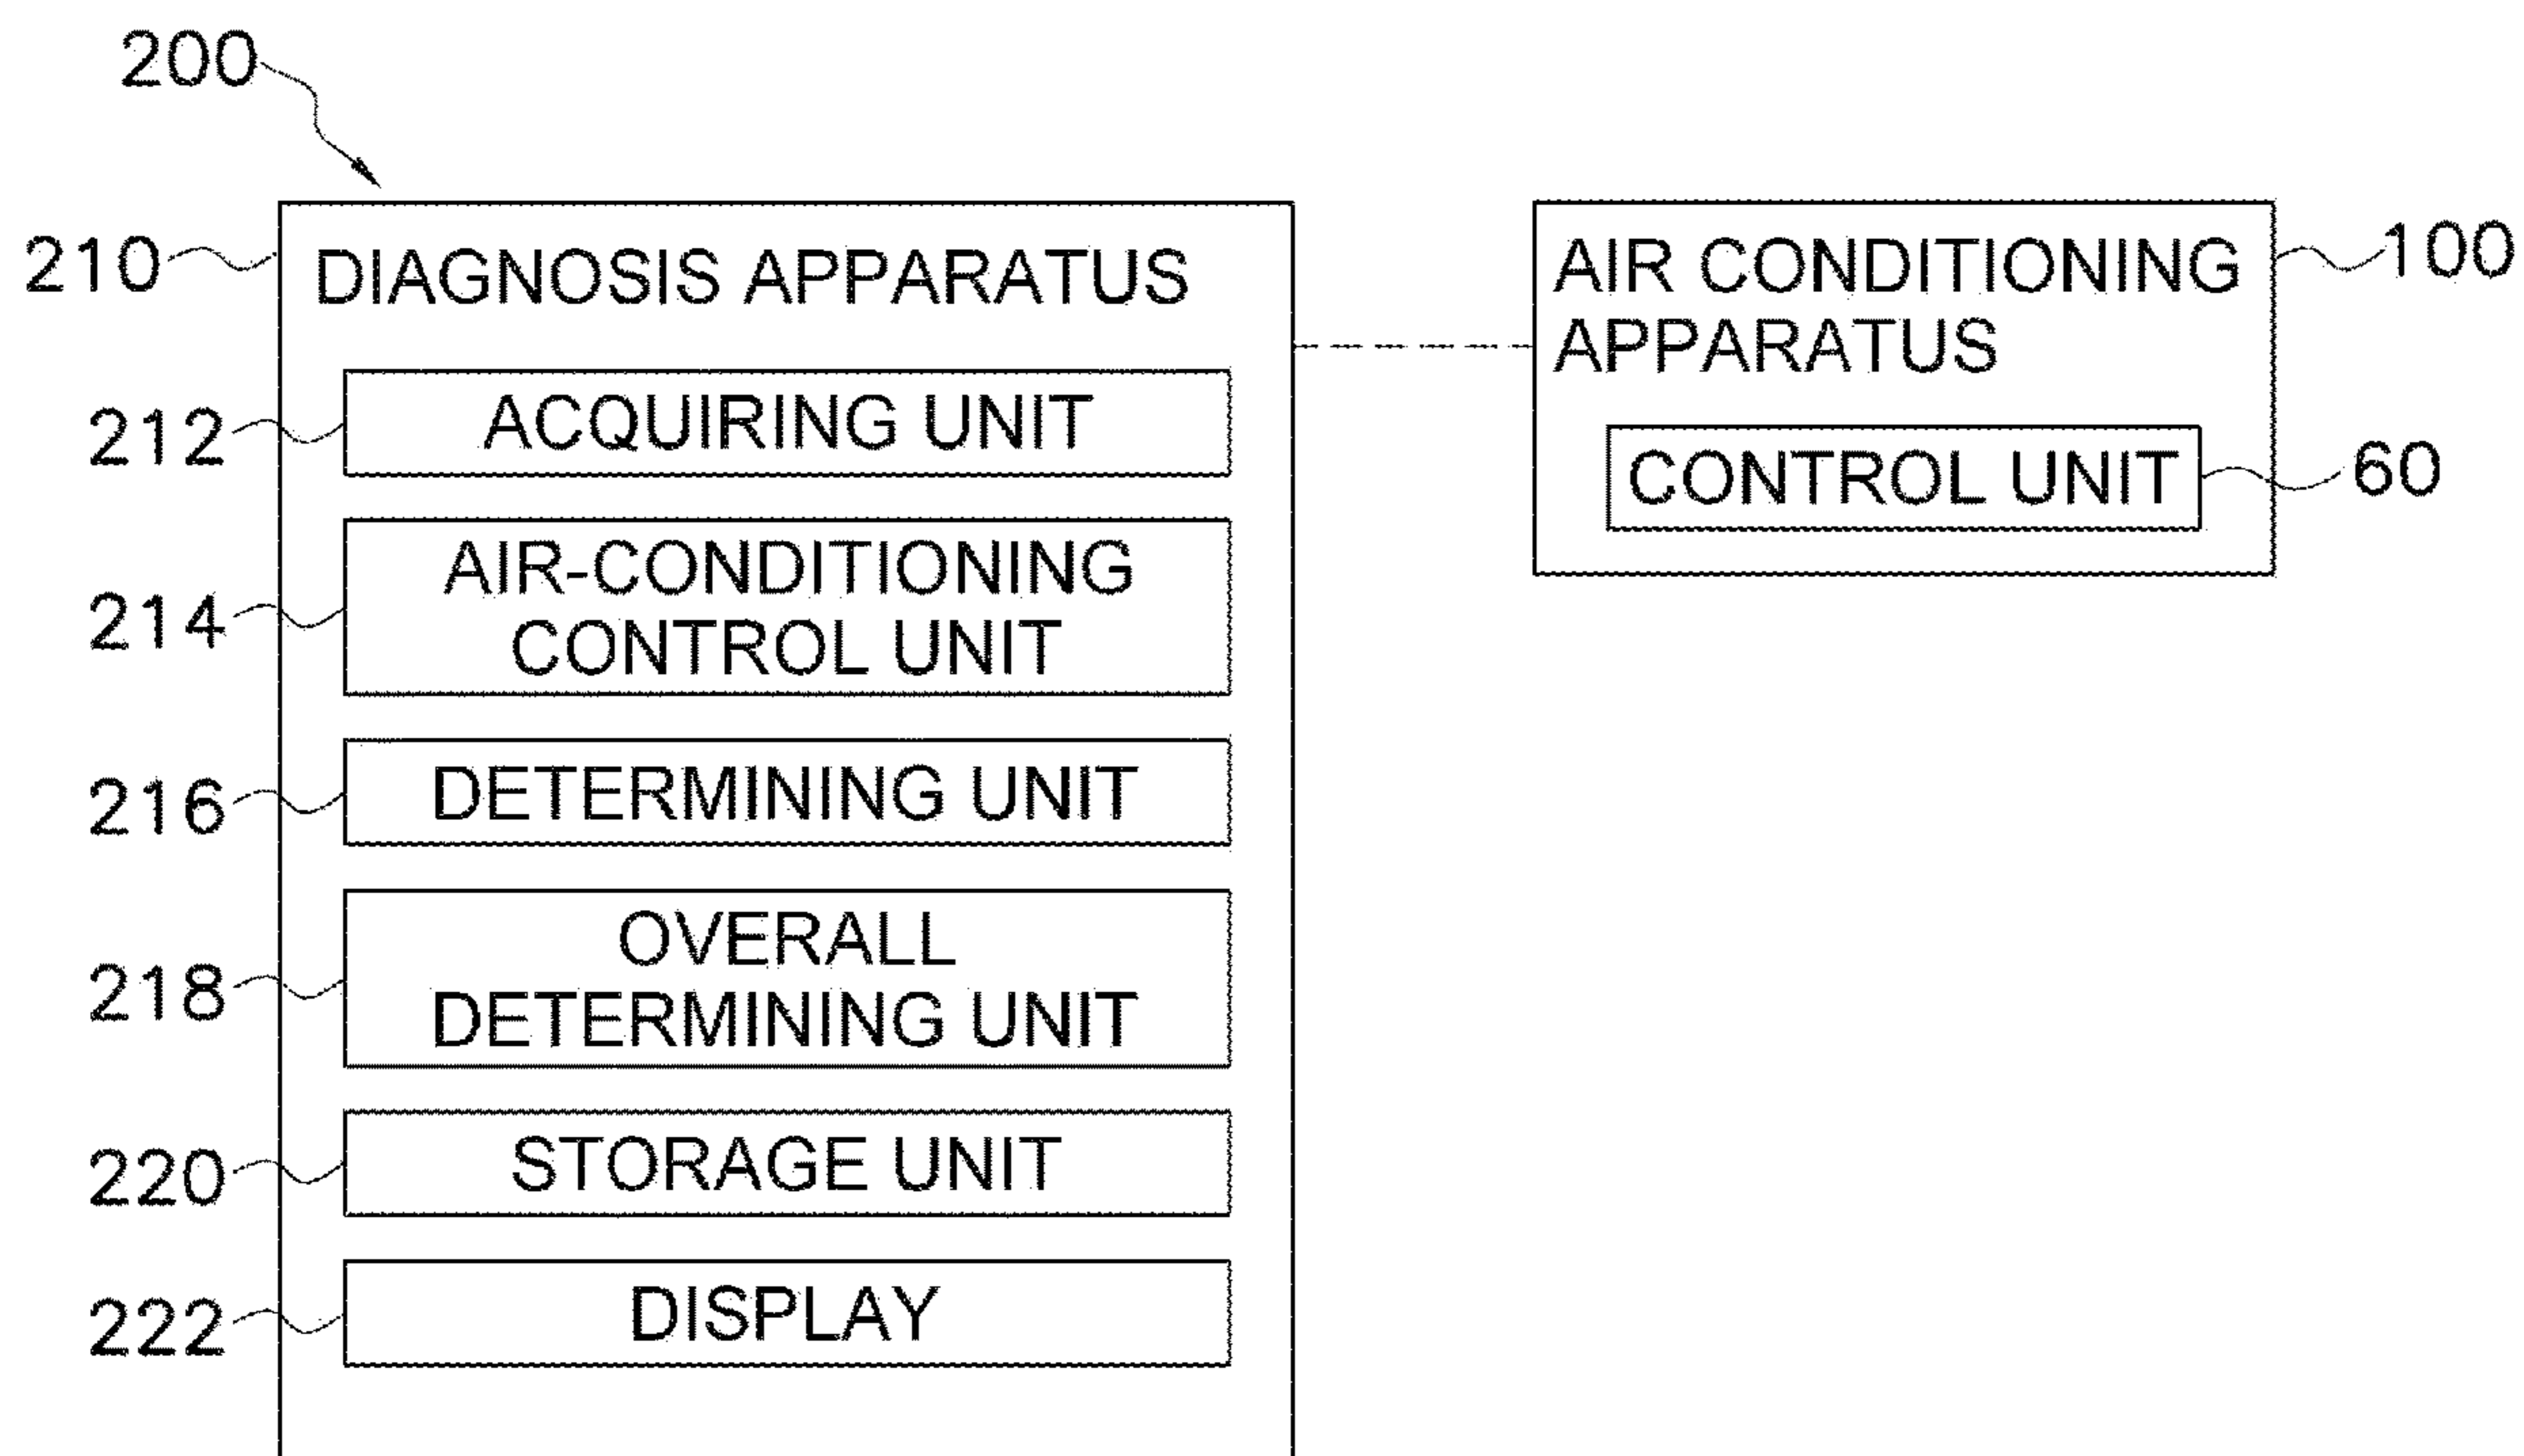 200
210
DIAGNOSIS APPARATUS
212
ACQUIRING UNIT
214
AIR-CONDITIONING
CONTROL UNIT
216
DETERMINING UNIT
218
OVERALL
DETERMINING UNIT
220
STORAGE UNIT
222
DISPLAY
AIR CONDITIONING
APPARATUS
100
CONTROL UNIT
60